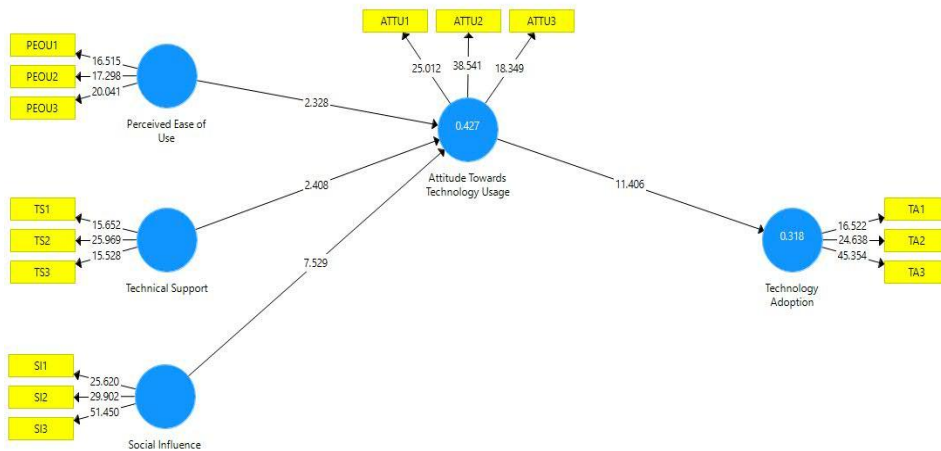 ATTU1
ATTU2
ATTU3
25.012
38.541
18.349
PEOU1
PEOU2
PEOU3
16.515
17.298
20.041
Perceived Ease of
Use
2.328
0.427
Attitude Towards
Technology Usage
2.408
11.406
TS1
TS2
TS3
15.652
25.969
15.528
Technical Support
7.529
0.318
Technology
Adoption
16.522
24.638
45.354
TA1
TA2
TA3
SI1
SI2
SI3
25.620
29.902
51.450
Social Influence